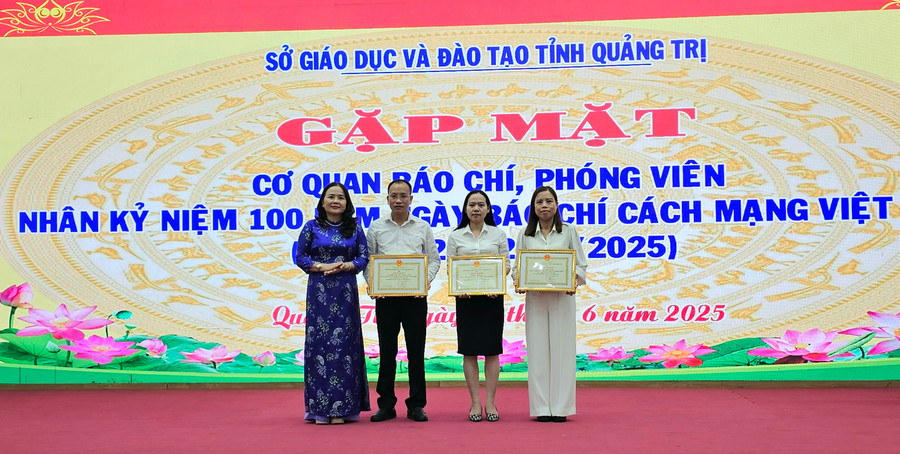 SỞ GIÁO DỤC VÀ ĐÀO TẠO TỈNH QUẢNG TRỊ
GẶP MẶT
CƠ QUAN BÁO CHÍ, PHÓNG VIÊN
NHÂN KỶ NIỆM 100 NGÀY BÁO CHÍ CÁCH MẠNG VIỆT
/2025)
6 năm 2025